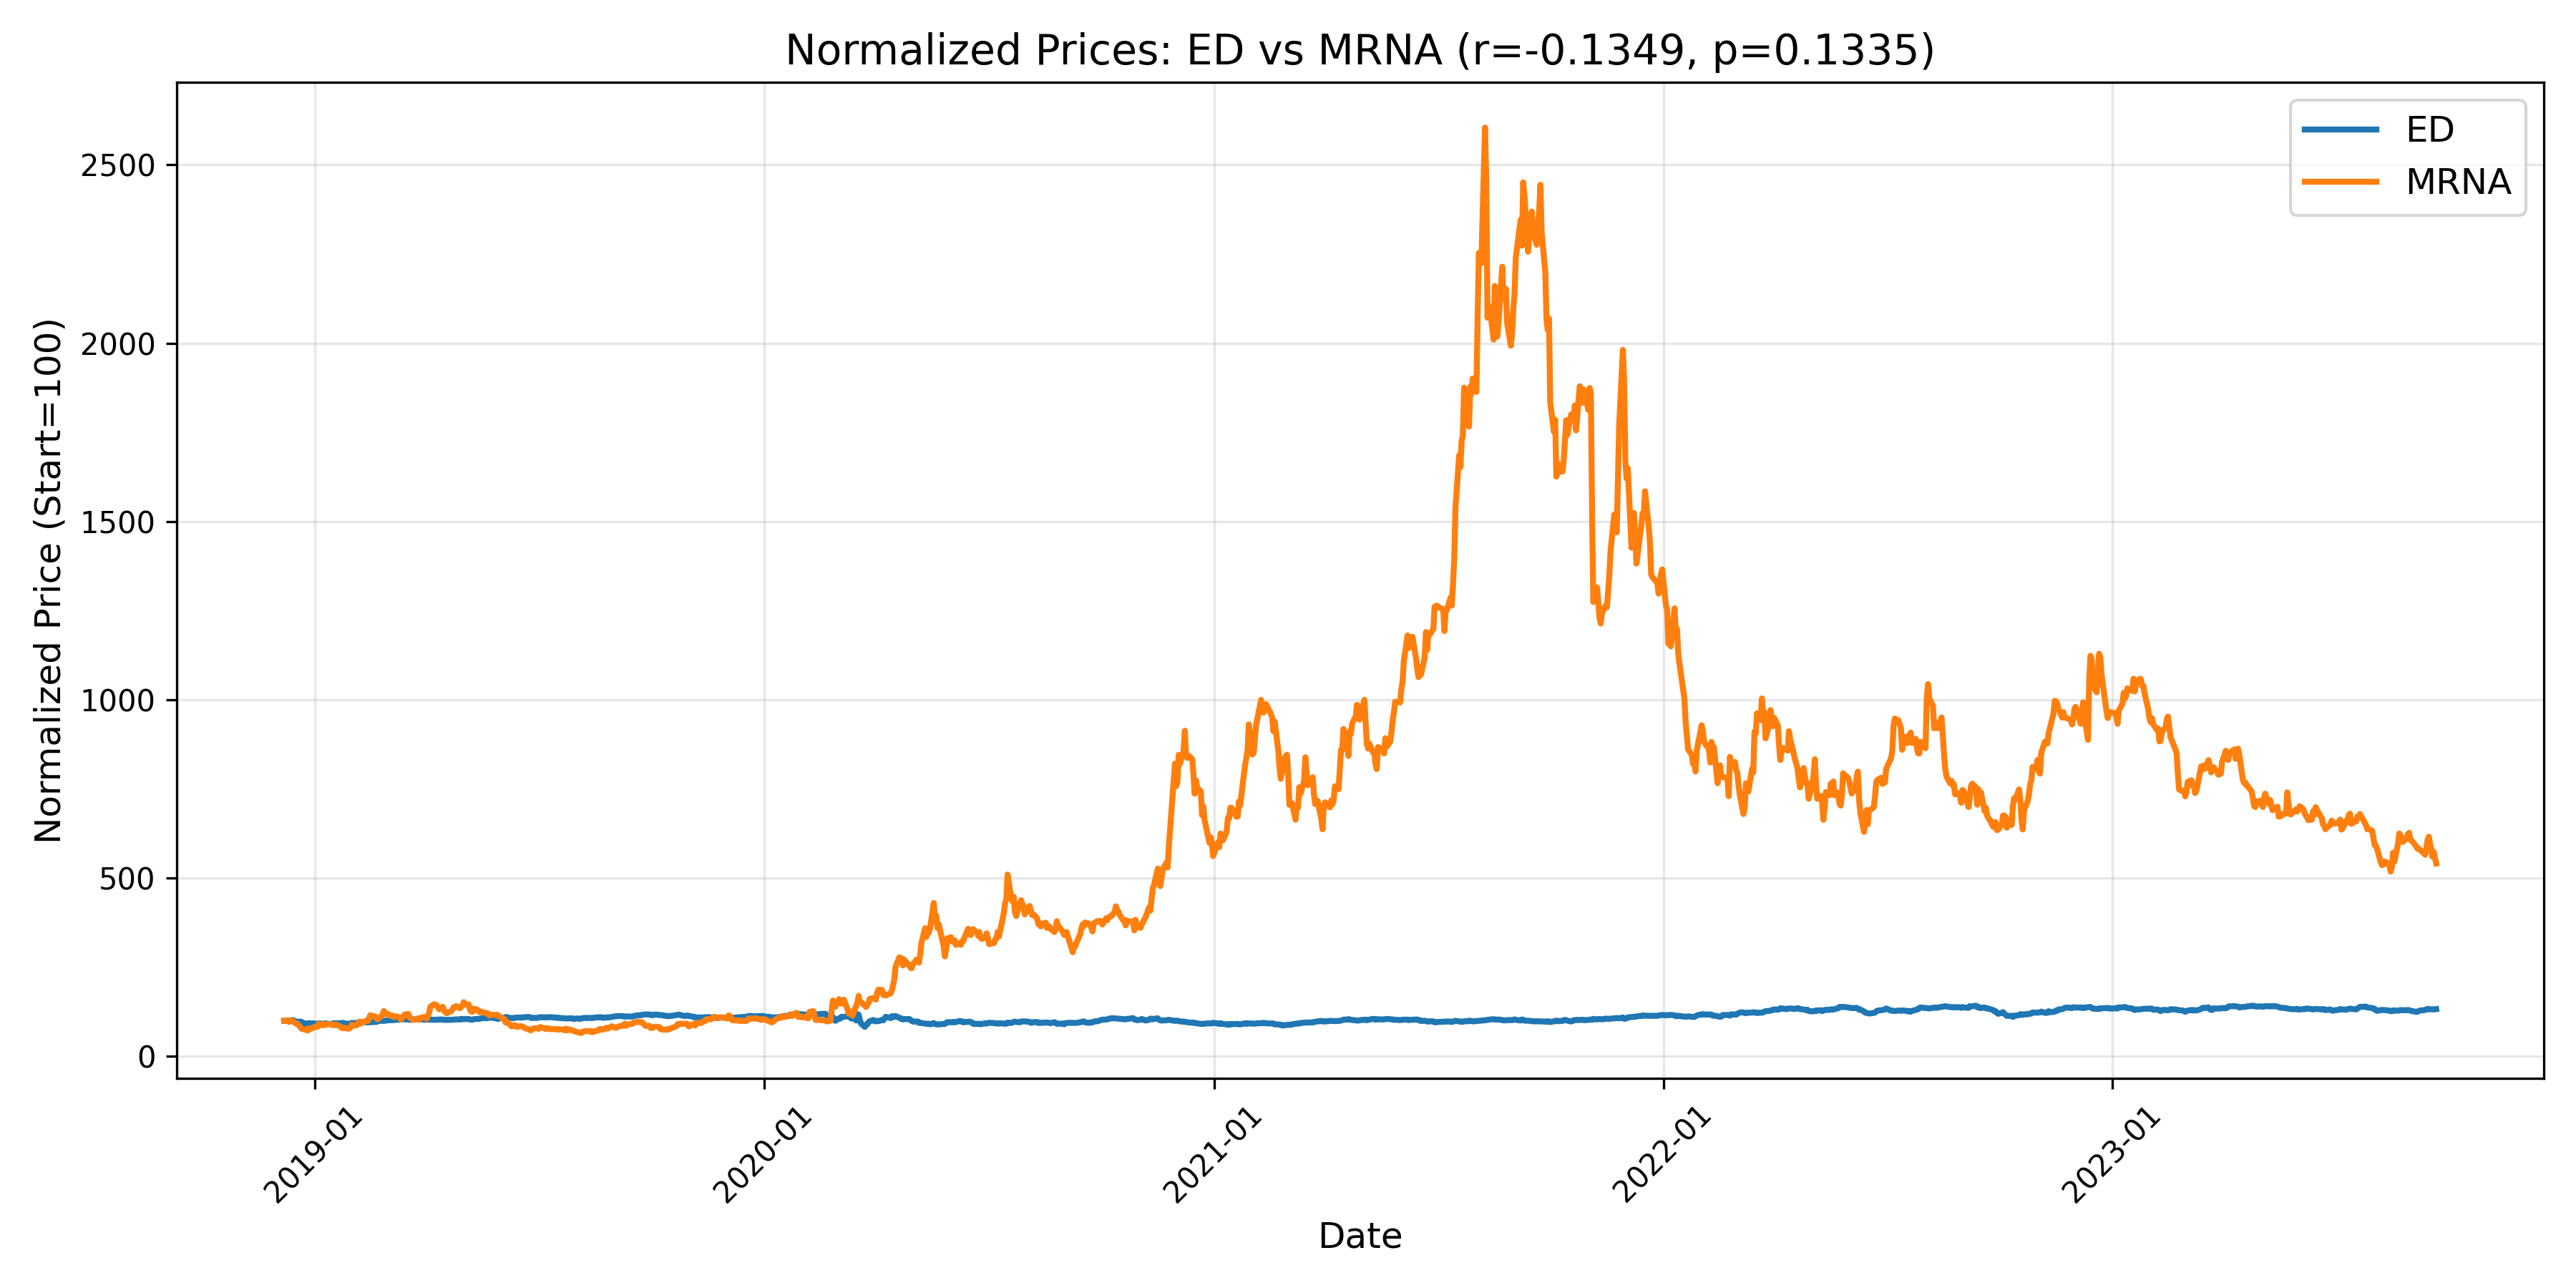 Normalized Prices: ED vs MRNA (r=-0.1349, p=0.1335)
ED
MRNA
Normalized Price (Start=100)
2500
2000
1500
1000
500
0
2019-01
2020-01
2021-01
2022-01
2023-01
Date